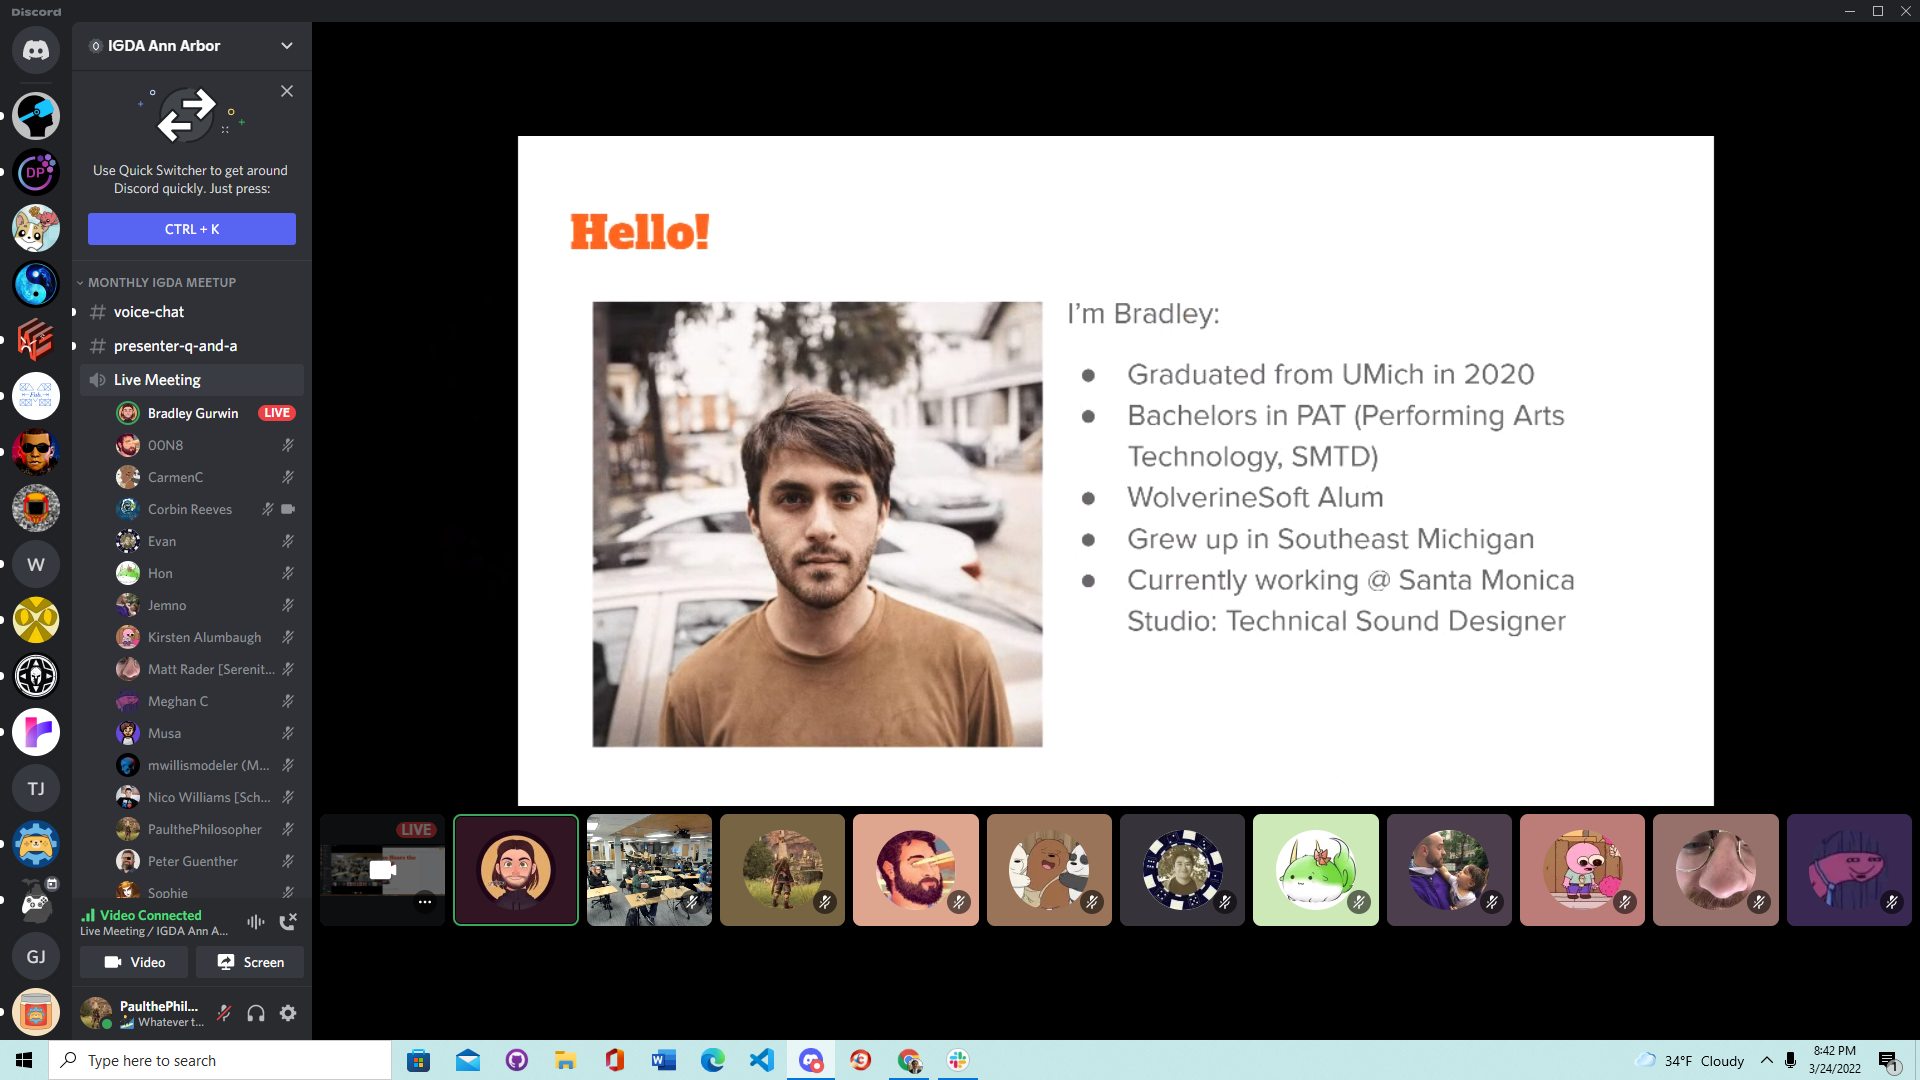 Discord
IGDA Ann Arbor
Use Quick Switcher to get around
Discord quickly. Just press:
CTRL + K
MONTHLY IGDA MEETUP
voice-chat
presenter-q-and-a
Live Meeting
Bradley Gurwin LIVE
00N8
CarmenC
Corbin Reeves
Evan
Hon
Jemno
Kirsten Alumbaugh
Matt Rader [Serenit...
Meghan C
Musa
mwillismodeler (M...
Nico Williams [Sch...
PaulthePhilosopher
Peter Guenther
Sophie
Video Connected
Live Meeting / IGDA Ann A...
Video
Screen
PaulthePhil...
Whatever t...
DP
W
TJ
GJ
Hello!
I'm Bradley:
● Graduated from UMich in 2020
● Bachelors in PAT (Performing Arts
Technology, SMTD)
● WolverineSoft Alum
● Grew up in Southeast Michigan
● Currently working @ Santa Monica
Studio: Technical Sound Designer
LIVE
Type here to search
34°F Cloudy
8:42 PM
3/24/2022
1